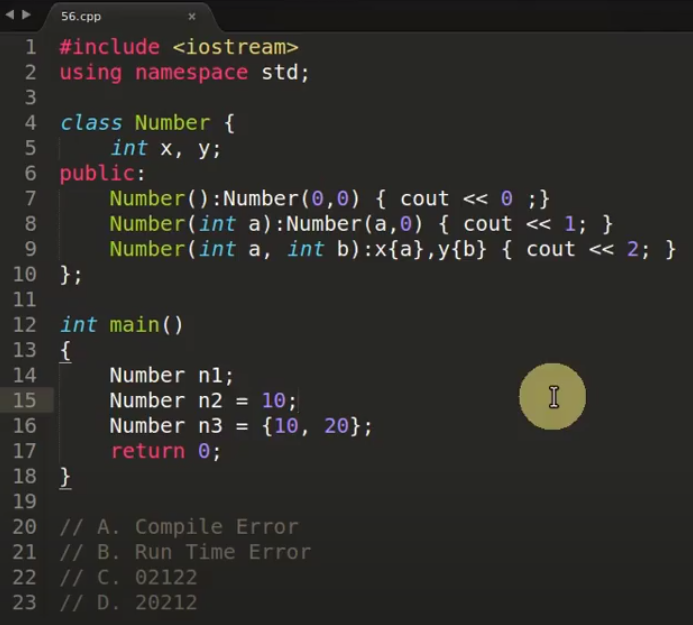 56.cpp ×
1 #include <iostream>
2 using namespace std;
3
4 class Number {
5     int x, y;
6 public:
7     Number():Number(0,0) { cout << 0 ;}
8     Number(int a):Number(a,0) { cout << 1; }
9     Number(int a, int b):x{a},y{b} { cout << 2; }
10 };
11
12 int main()
13 {
14     Number n1;
15     Number n2 = 10;
16     Number n3 = {10, 20};
17     return 0;
18 }
19
20 // A. Compile Error
21 // B. Run Time Error
22 // C. 02122
23 // D. 20212